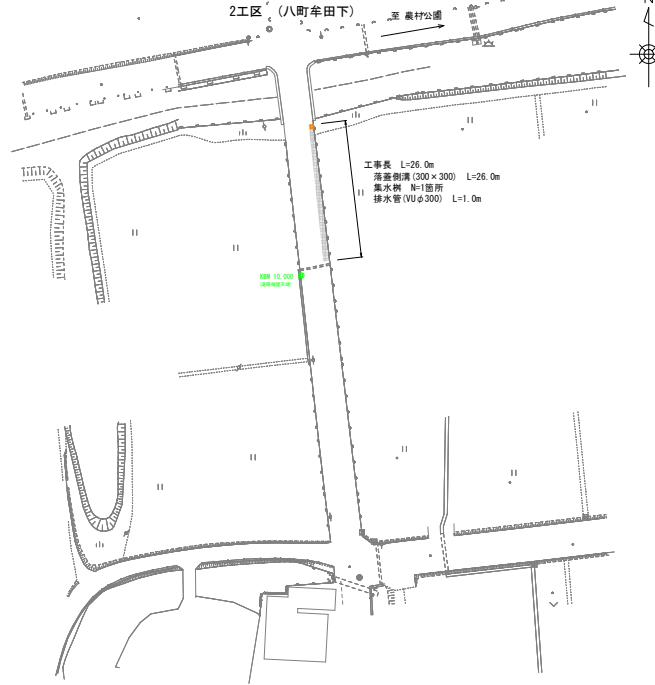 2工区 (八町牟田下)
至 農村公園
N
工事長 L=26.0m
落蓋側溝(300×300) L=26.0m
集水桝 N=1箇所
排水管(VUφ300) L=1.0m
KBM 10.000